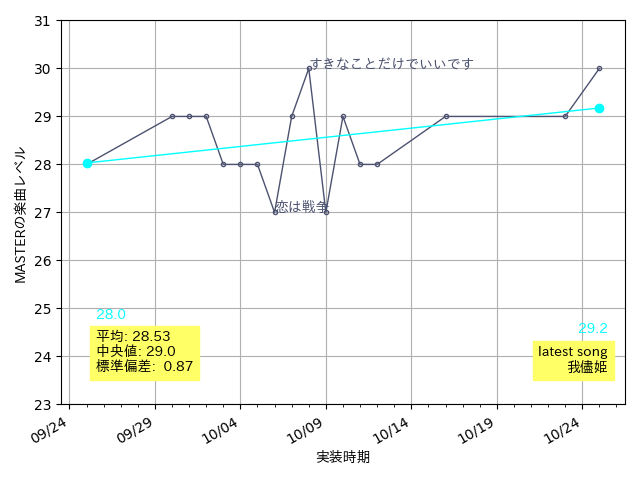 31
30
29
28
27
26
25
24
23
MASTERの楽曲レベル
すきなことだけでいいです
恋は戦争
28.0
平均: 28.53
中央値: 29.0
標準偏差: 0.87
29.2
latest song
我儘姫
09/24
09/29
10/04
10/09
10/14
10/19
10/24
実装時期